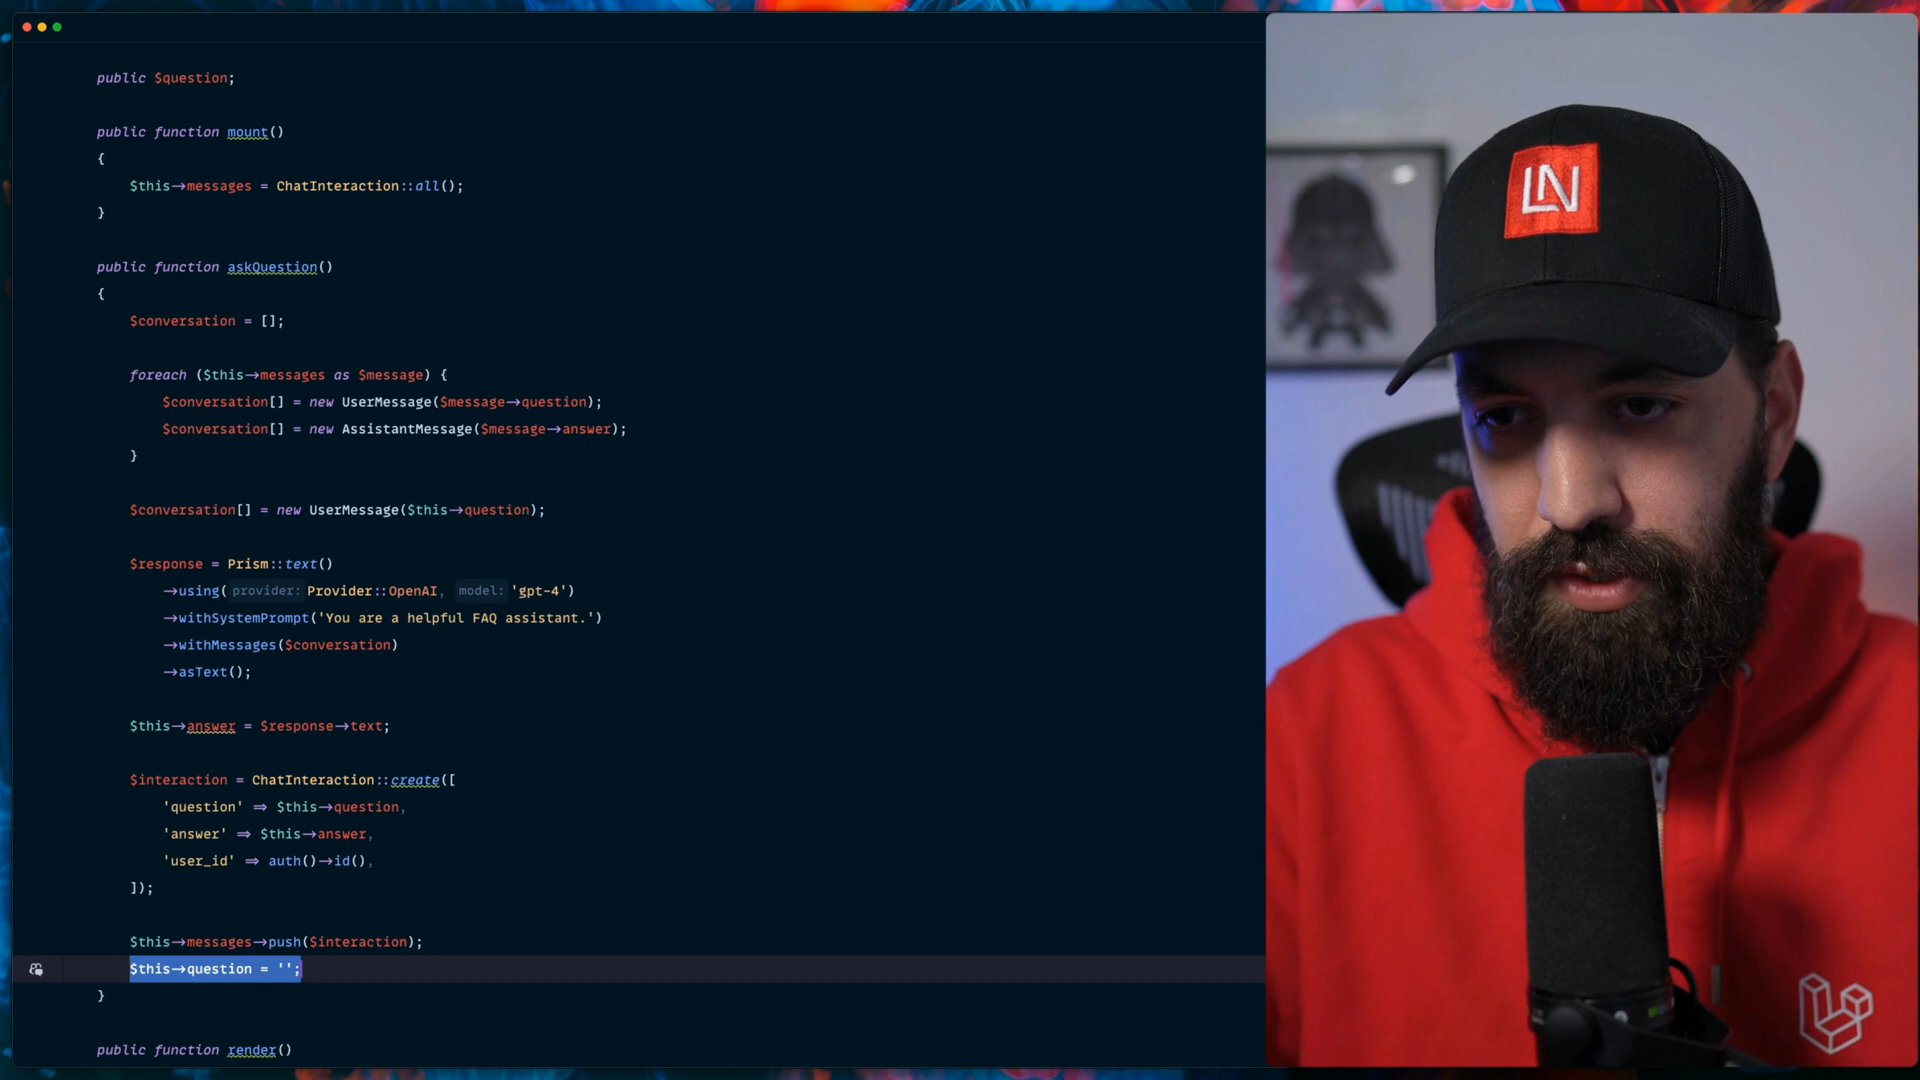 public $question;
public function mount()
{
$this->messages = ChatInteraction::all();
}
public function askQuestion()
{
$conversation = [];
foreach ($this->messages as $message) {
$conversation[] = new UserMessage($message->question);
$conversation[] = new AssistantMessage($message->answer);
}
$conversation[] = new UserMessage($this->question);
$response = Prism::text()
->using( provider: Provider::OpenAI, model: 'gpt-4')
->withSystemPrompt('You are a helpful FAQ assistant.')
->withMessages($conversation)
->asText();
$this->answer = $response->text;
$interaction = ChatInteraction::create([
'question' => $this->question,
'answer' => $this->answer,
'user_id' => auth()->id(),
]);
$this->messages->push($interaction);
$this->question = '';
}
public function render()
LN